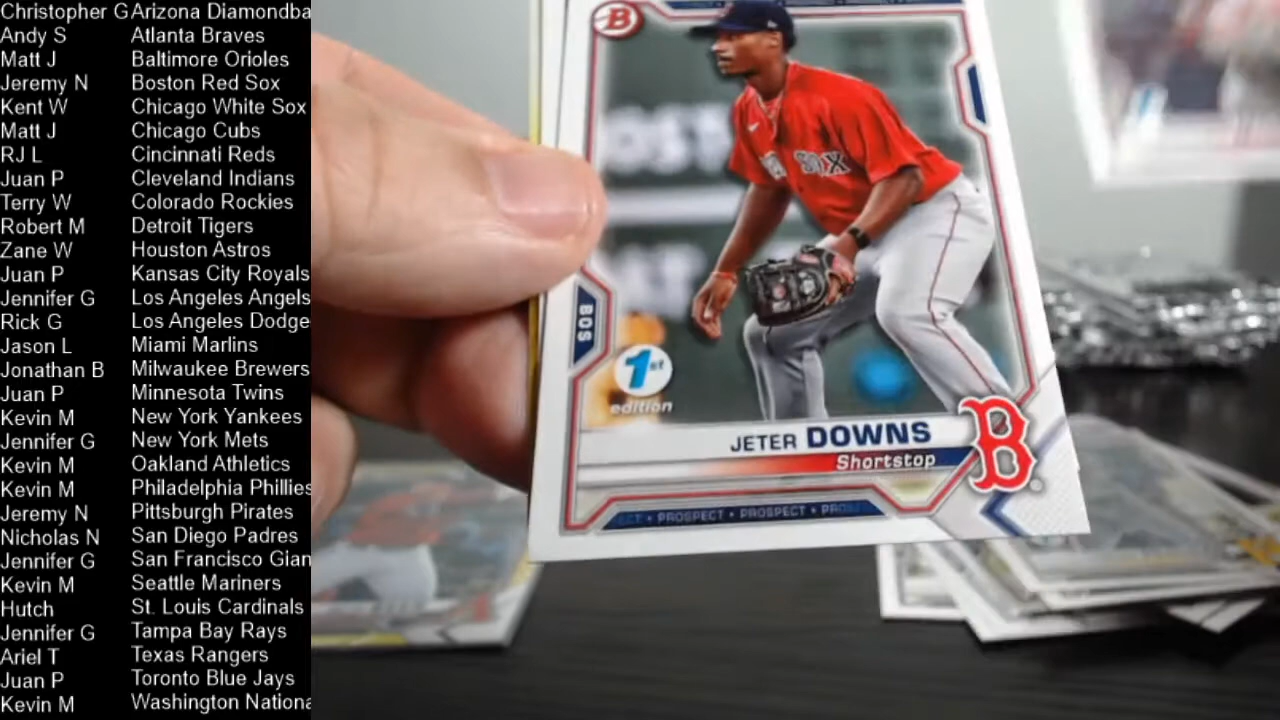 Christopher G Arizona Diamondba
Andy S Atlanta Braves
Matt J Baltimore Orioles
Jeremy N Boston Red Sox
Kent W Chicago White Sox
Matt J Chicago Cubs
RJ L Cincinnati Reds
Juan P Cleveland Indians
Terry W Colorado Rockies
Robert M Detroit Tigers
Zane W Houston Astros
Juan P Kansas City Royals
Jennifer G Los Angeles Angels
Rick G Los Angeles Dodge
Jason L Miami Marlins
Jonathan B Milwaukee Brewers
Juan P Minnesota Twins
Kevin M New York Yankees
Jennifer G New York Mets
Kevin M Oakland Athletics
Kevin M Philadelphia Phillies
Jeremy N Pittsburgh Pirates
Nicholas N San Diego Padres
Jennifer G San Francisco Gian
Kevin M Seattle Mariners
Hutch St. Louis Cardinals
Jennifer G Tampa Bay Rays
Ariel T Texas Rangers
Juan P Toronto Blue Jays
Kevin M Washington Nationa
B
SOX
BOS
1st
edition
JETER DOWNS
Shortstop
B
ECT • PROSPECT • PROSPECT • PRO